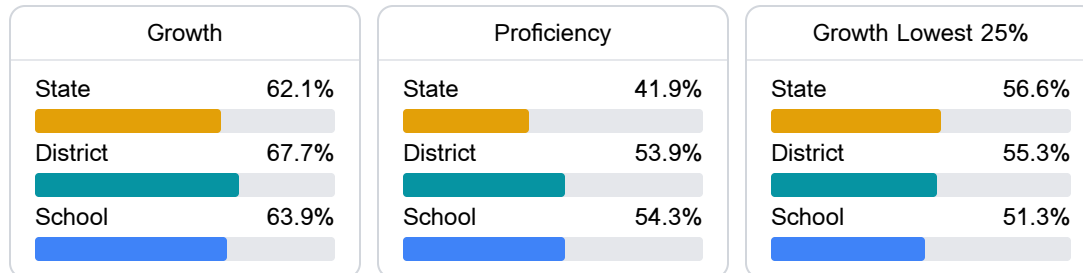 Growth
State 62.1%
District 67.7%
School 63.9%
Proficiency
State 41.9%
District 53.9%
School 54.3%
Growth Lowest 25%
State 56.6%
District 55.3%
School 51.3%